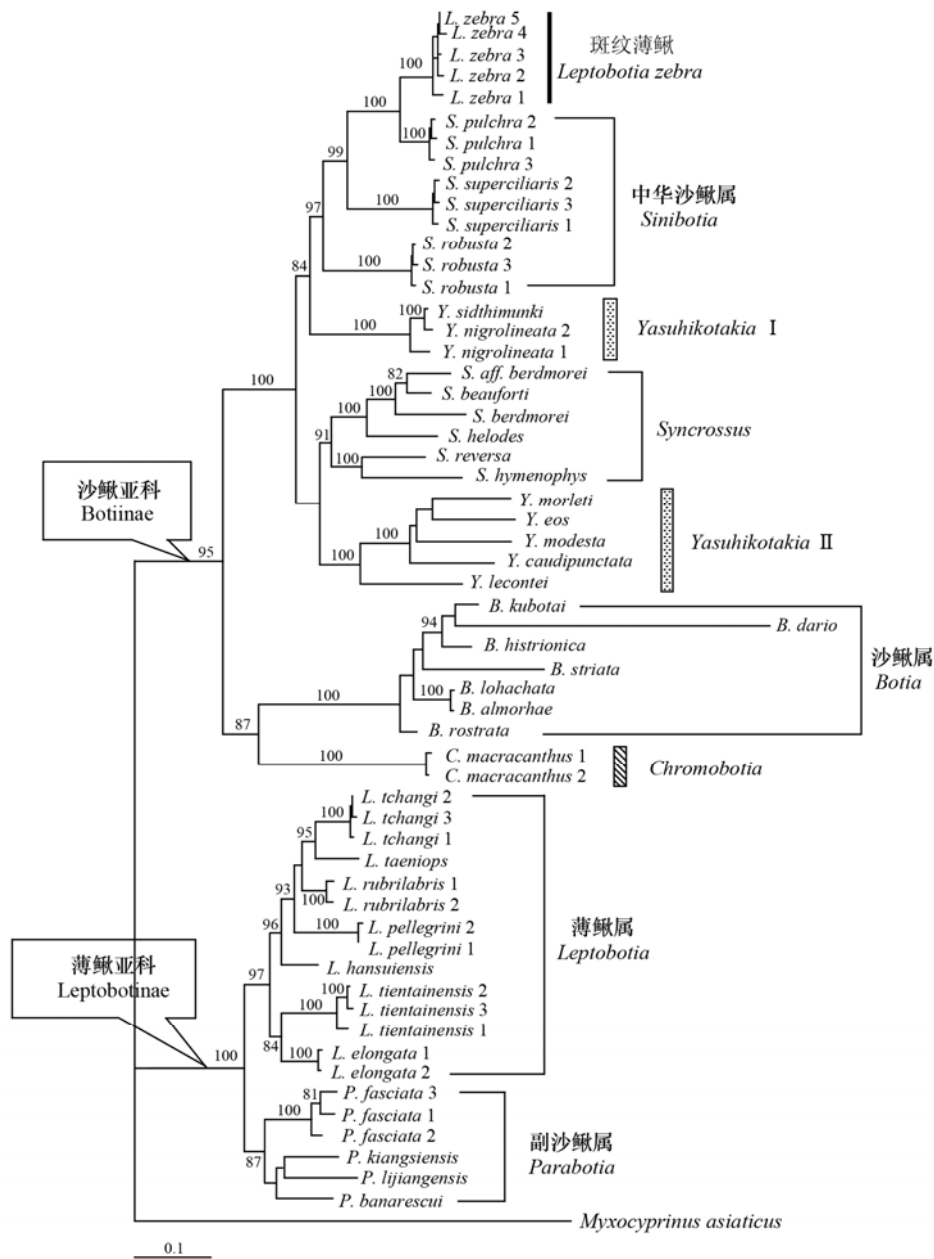 L. zebra 5
L. zebra 4
L. zebra 3
L. zebra 2
L. zebra 1
斑纹薄鳅
Leptobotia zebra
100
100
S. pulchra 2
S. pulchra 1
S. pulchra 3
100
99
S. superciliaris 2
S. superciliaris 3
S. superciliaris 1
100
中华沙鳅属
Sinibotia
97
S. robusta 2
S. robusta 3
S. robusta 1
100
84
Y. sidthimunki
Y. nigrolineata 2
Y. nigrolineata 1
100
100
Yasuhikotakia Ⅰ
S. aff. berdmorei
S. beauforti
S. berdmorei
S. helodes
S. reversa
S. hymenophys
82
100
100
91
100
Syncrossus
100
沙鳅亚科
Botiinae
95
Y. morleti
Y. eos
Y. modesta
Y. caudipunctata
Y. lecontei
100
100
Yasuhikotakia Ⅱ
B. kubotai
B. dario
B. histrionica
B. striata
B. lohachata
B. almorhae
B. rostrata
94
100
100
沙鳅属
Botia
87
100
C. macracanthus 1
C. macracanthus 2
Chromobotia
L. tchangi 2
L. tchangi 3
L. tchangi 1
L. taeniops
L. rubrilabris 1
L. rubrilabris 2
L. pellegrini 2
L. pellegrini 1
L. hansuiensis
L. tientainensis 2
L. tientainensis 3
L. tientainensis 1
L. elongata 1
L. elongata 2
100
95
93
100
100
96
97
100
100
84
100
薄鳅属
Leptobotia
薄鳅亚科
Leptobotinae
100
P. fasciata 3
P. fasciata 1
P. fasciata 2
P. kiangsiensis
P. lijiangensis
P. banarescui
81
100
87
副沙鳅属
Parabotia
Myxocyprinus asiaticus
0.1